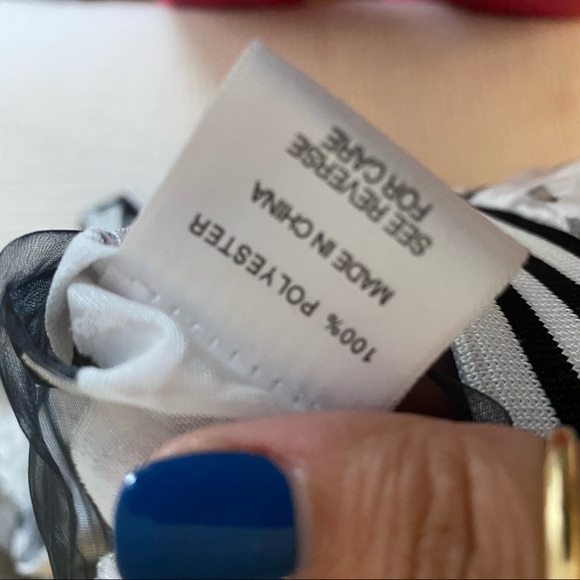 100% POLYESTER
MADE IN CHINA
SEE REVERSE
FOR CARE